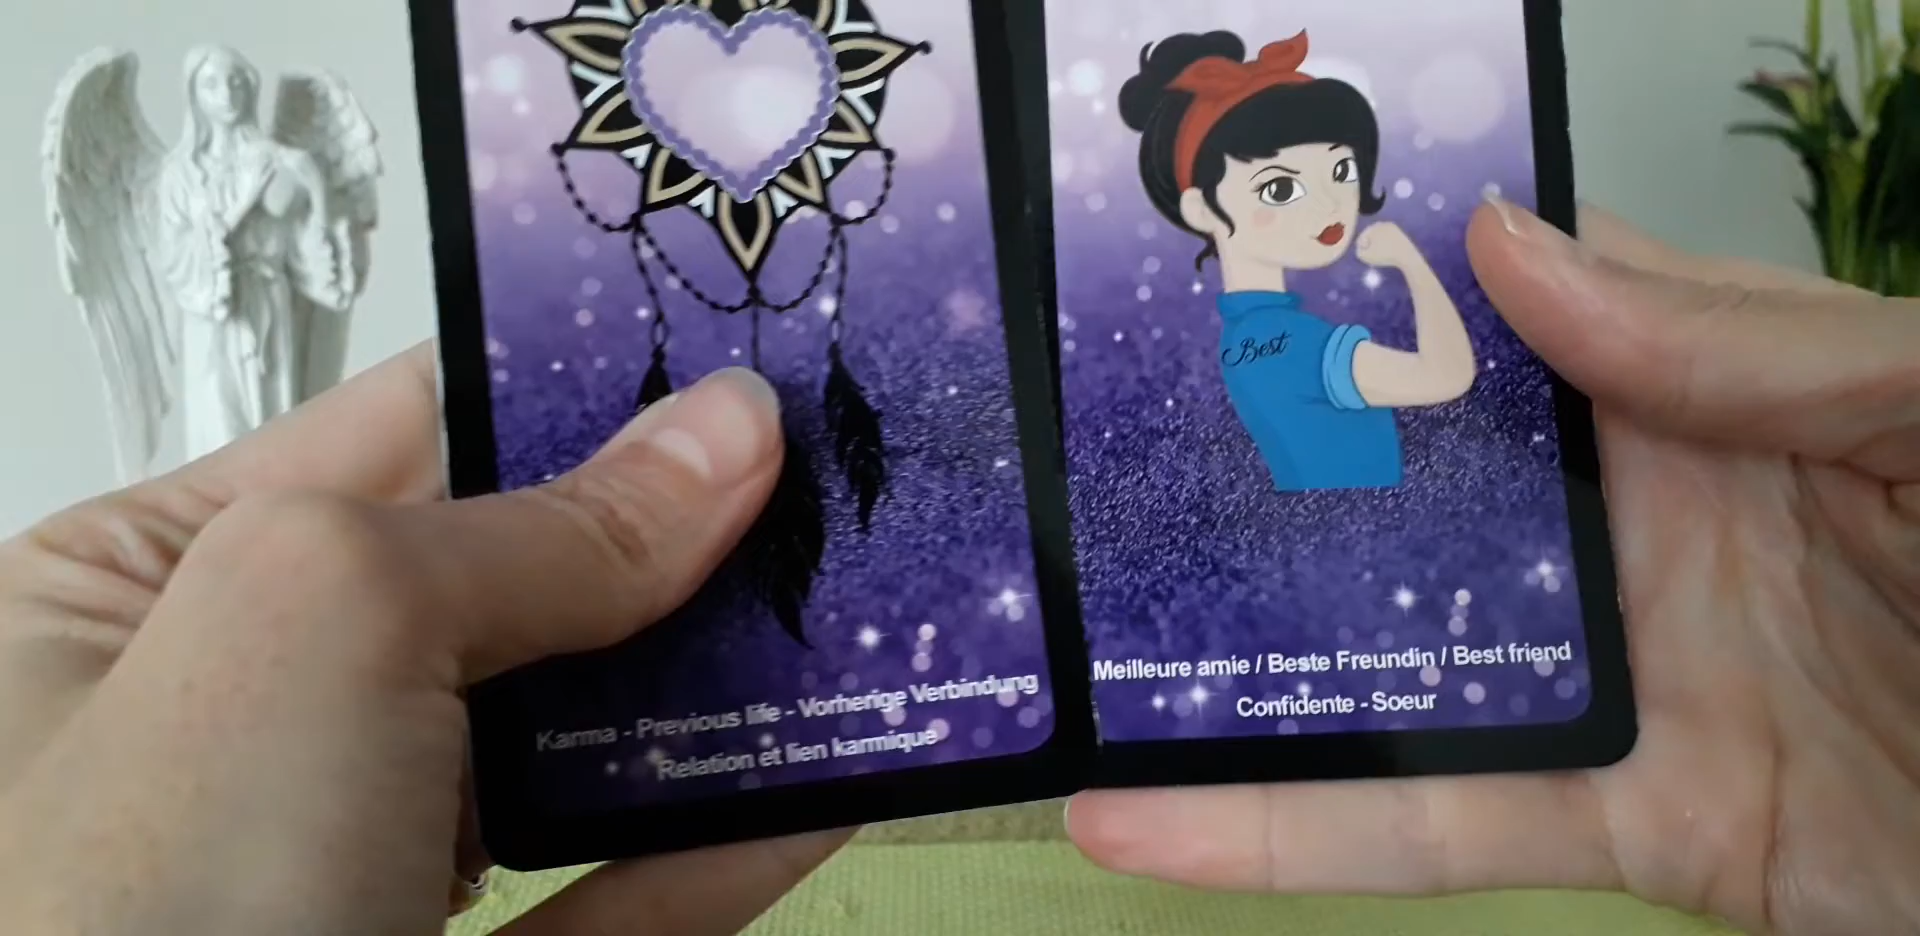 Karma - Previous life - Vorherige Verbindung
Relation et lien karmique
Best
Meilleure amie / Beste Freundin / Best friend
Confidente - Soeur